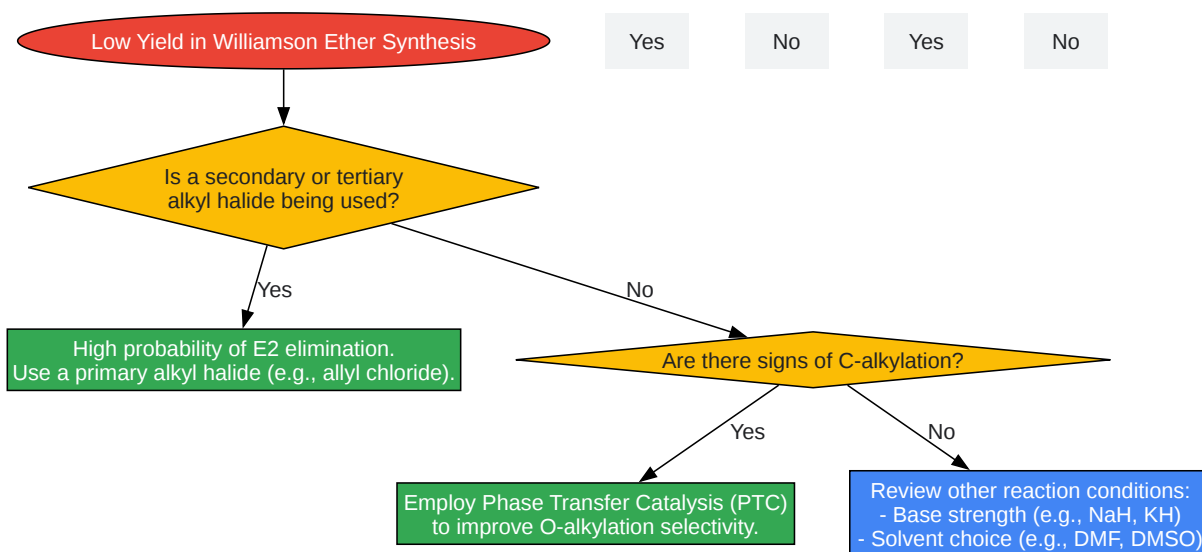 Low Yield in Williamson Ether Synthesis
Yes
No
Yes
No
Is a secondary or tertiary
alkyl halide being used?
Yes
No
High probability of E2 elimination.
Use a primary alkyl halide (e.g., allyl chloride).
Are there signs of C-alkylation?
Yes
No
Employ Phase Transfer Catalysis (PTC)
to improve O-alkylation selectivity.
Review other reaction conditions:
- Base strength (e.g., NaH, KH)
- Solvent choice (e.g., DMF, DMSO)